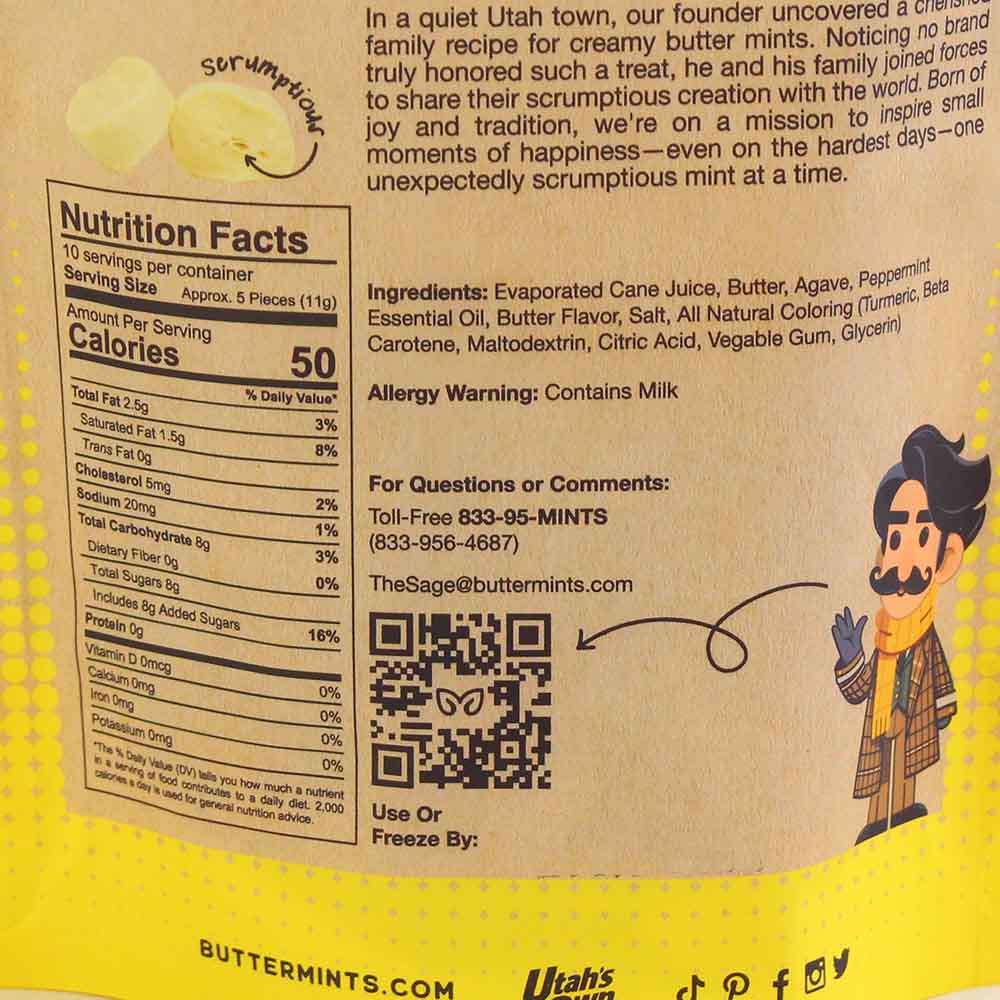 In a quiet Utah town, our founder uncovered a cherished
family recipe for creamy butter mints. Noticing no brand
truly honored such a treat, he and his family joined forces
to share their scrumptious creation with the world. Born of
joy and tradition, we're on a mission to inspire small
moments of happiness—even on the hardest days—one
unexpectedly scrumptious mint at a time.
scrumptious
Nutrition Facts
10 servings per container
Serving Size Approx. 5 Pieces (11g)
Amount Per Serving
Calories 50
% Daily Value*
Total Fat 2.5g 3%
Saturated Fat 1.5g 8%
Trans Fat 0g
Cholesterol 5mg 2%
Sodium 20mg 1%
Total Carbohydrate 8g 3%
Dietary Fiber 0g 0%
Total Sugars 8g
Includes 8g Added Sugars 16%
Protein 0g
Vitamin D 0mcg 0%
Calcium 0mg 0%
Iron 0mg 0%
Potassium 0mg 0%
*The % Daily Value (DV) tells you how much a nutrient
in a serving of food contributes to a daily diet. 2,000
calories a day is used for general nutrition advice.
Ingredients: Evaporated Cane Juice, Butter, Agave, Peppermint
Essential Oil, Butter Flavor, Salt, All Natural Coloring (Turmeric, Beta
Carotene, Maltodextrin, Citric Acid, Vegable Gum, Glycerin)
Allergy Warning: Contains Milk
For Questions or Comments:
Toll-Free 833-95-MINTS
(833-956-4687)
TheSage@buttermints.com
Use Or
Freeze By:
BUTTERMINTS.COM
Utah's
Own